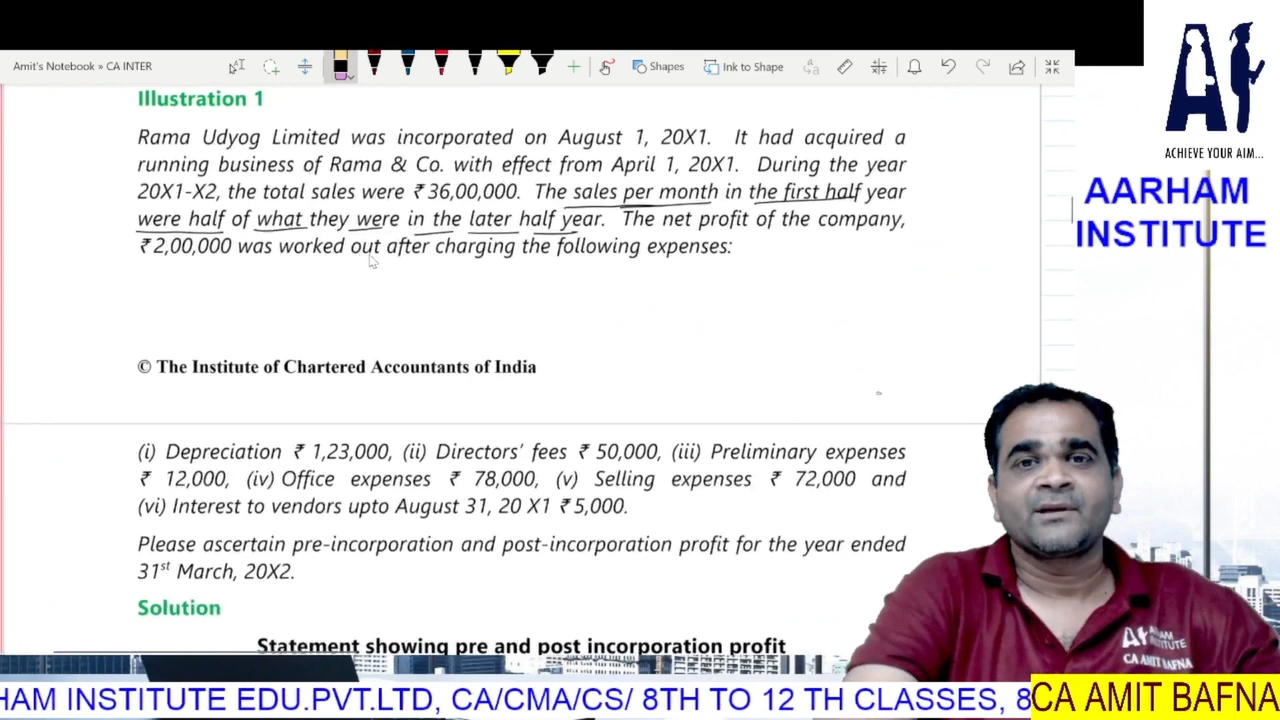 Amit's Notebook » CA INTER
Shapes
Ink to Shape
ACHIEVE YOUR AIM...
AARHAM
INSTITUTE
Illustration 1
Rama Udyog Limited was incorporated on August 1, 20X1. It had acquired a
running business of Rama & Co. with effect from April 1, 20X1. During the year
20X1-X2, the total sales were ₹ 36,00,000. The sales per month in the first half year
were half of what they were in the later half year. The net profit of the company,
₹ 2,00,000 was worked out after charging the following expenses:
© The Institute of Chartered Accountants of India
(i) Depreciation ₹ 1,23,000, (ii) Directors' fees ₹ 50,000, (iii) Preliminary expenses
₹ 12,000, (iv) Office expenses ₹ 78,000, (v) Selling expenses ₹ 72,000 and
(vi) Interest to vendors upto August 31, 20 X1 ₹ 5,000.
Please ascertain pre-incorporation and post-incorporation profit for the year ended
31st March, 20X2.
Solution
Statement showing pre and post incorporation profit
AARHAM
INSTITUTE
CA AMIT BAFNA
HAM INSTITUTE EDU.PVT.LTD, CA/CMA/CS/ 8TH TO 12 TH CLASSES, 8
CA AMIT BAFNA